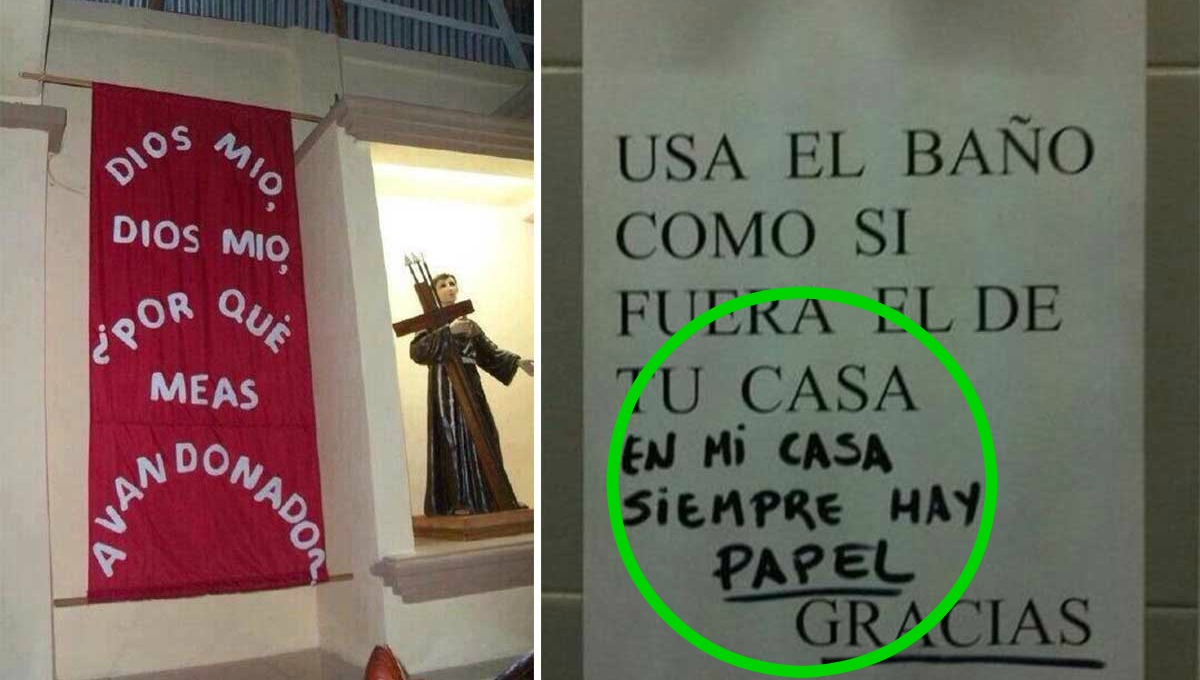 DIOS MIO,
DIOS MIO,
¿POR QUÉ
MEAS
AVANDONADO?
USA EL BAÑO
COMO SI
FUERA EL DE
TU CASA
EN MI CASA
SIEMPRE HAY
PAPEL
GRACIAS